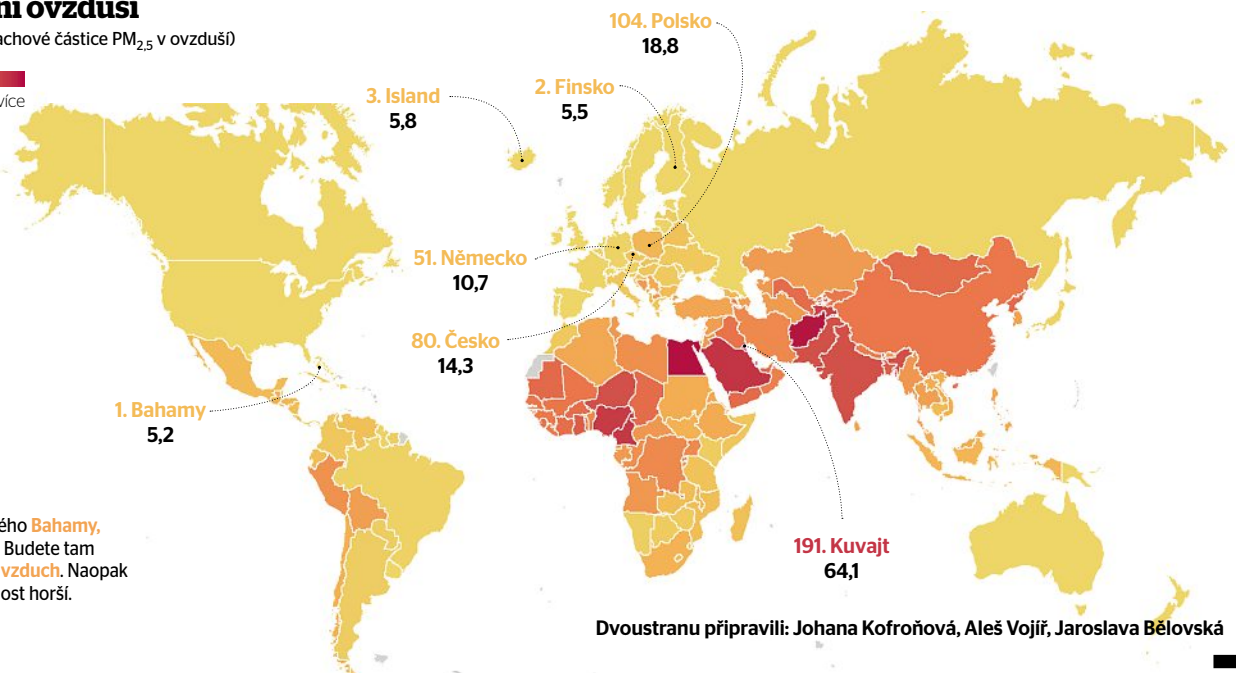 ní ovzduší
achové částice PM2,5 v ovzduší)
více
104. Polsko
18,8
3. Island
5,8
2. Finsko
5,5
51. Německo
10,7
80. Česko
14,3
1. Bahamy
5,2
191. Kuvajt
64,1
ého Bahamy,
Budete tam
vzduch. Naopak
ost horší.
Dvoustranu připravili: Johana Kofroňová, Aleš Vojíř, Jaroslava Bělovská